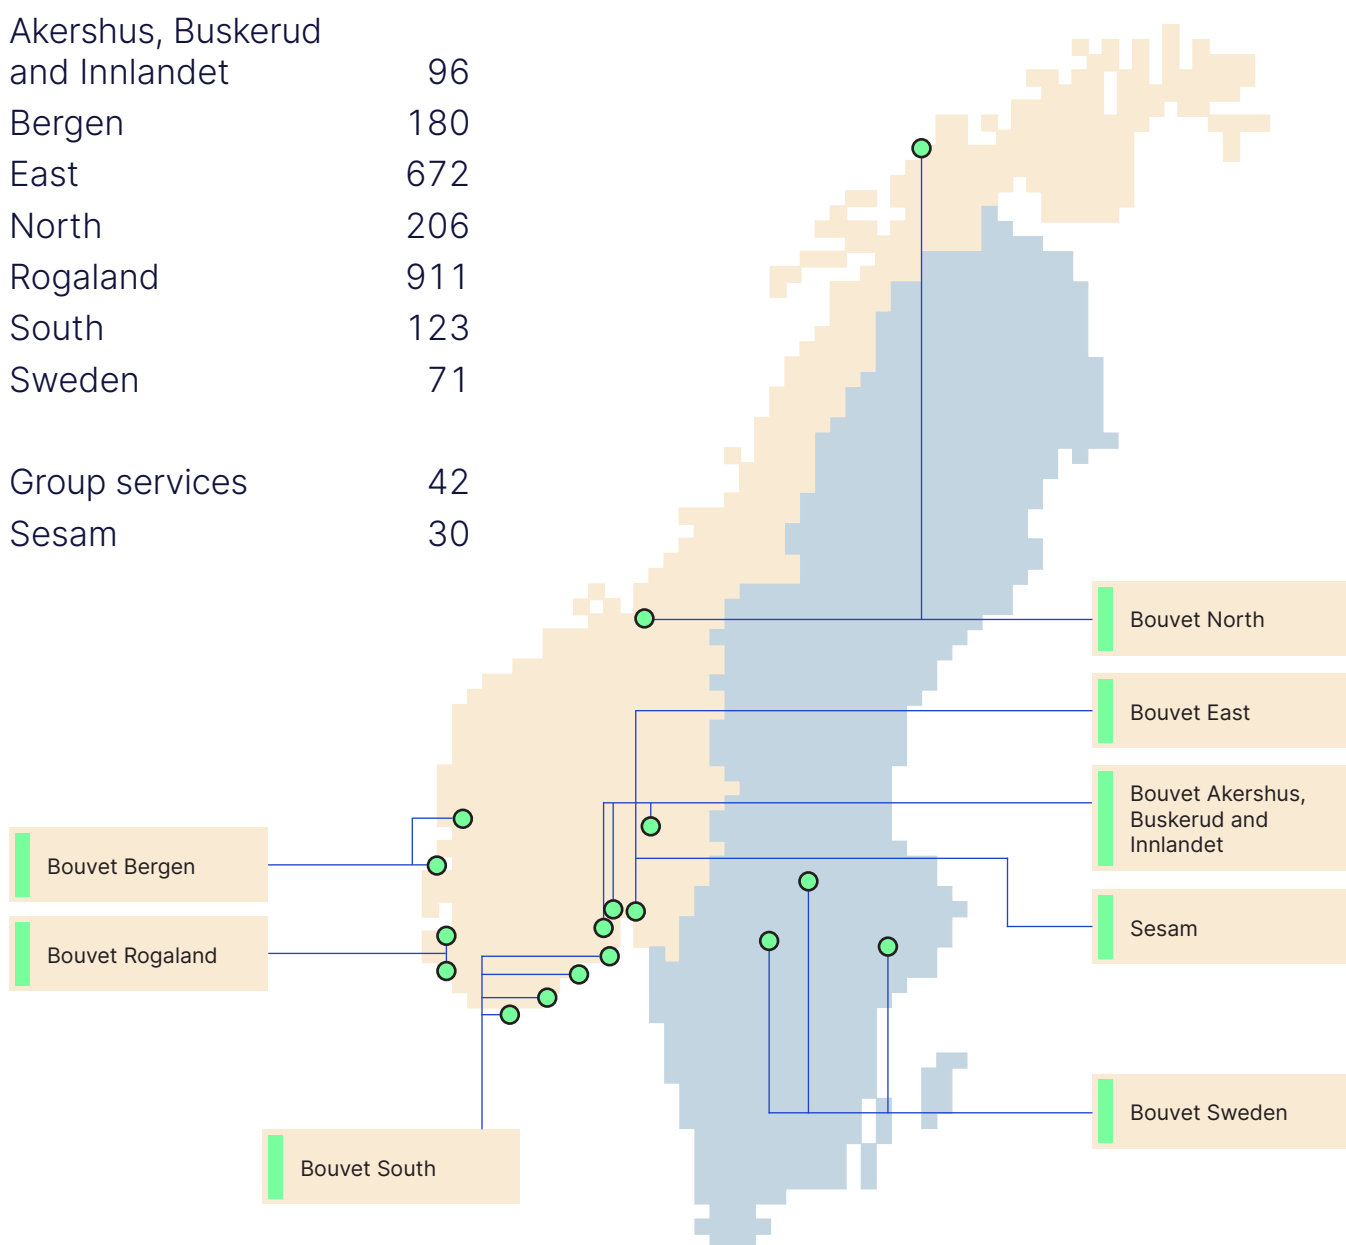 Akershus, Buskerud
and Innlandet 96
Bergen 180
East 672
North 206
Rogaland 911
South 123
Sweden 71
Group services 42
Sesam 30
Bouvet North
Bouvet East
Bouvet Akershus,
Buskerud and
Innlandet
Bouvet Bergen
Sesam
Bouvet Rogaland
Bouvet Sweden
Bouvet South